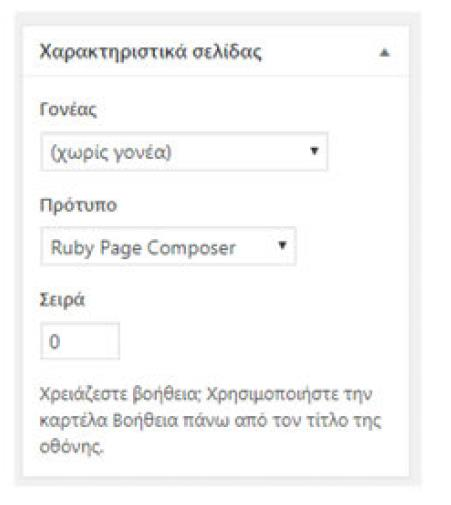 Χαρακτηριστικά σελίδας
Γονέας
(χωρίς γονέα)
Πρότυπο
Ruby Page Composer
Σειρά
0
Χρειάζεστε βοήθεια; Χρησιμοποιήστε την
καρτέλα Βοήθεια πάνω από τον τίτλο της
οθόνης.